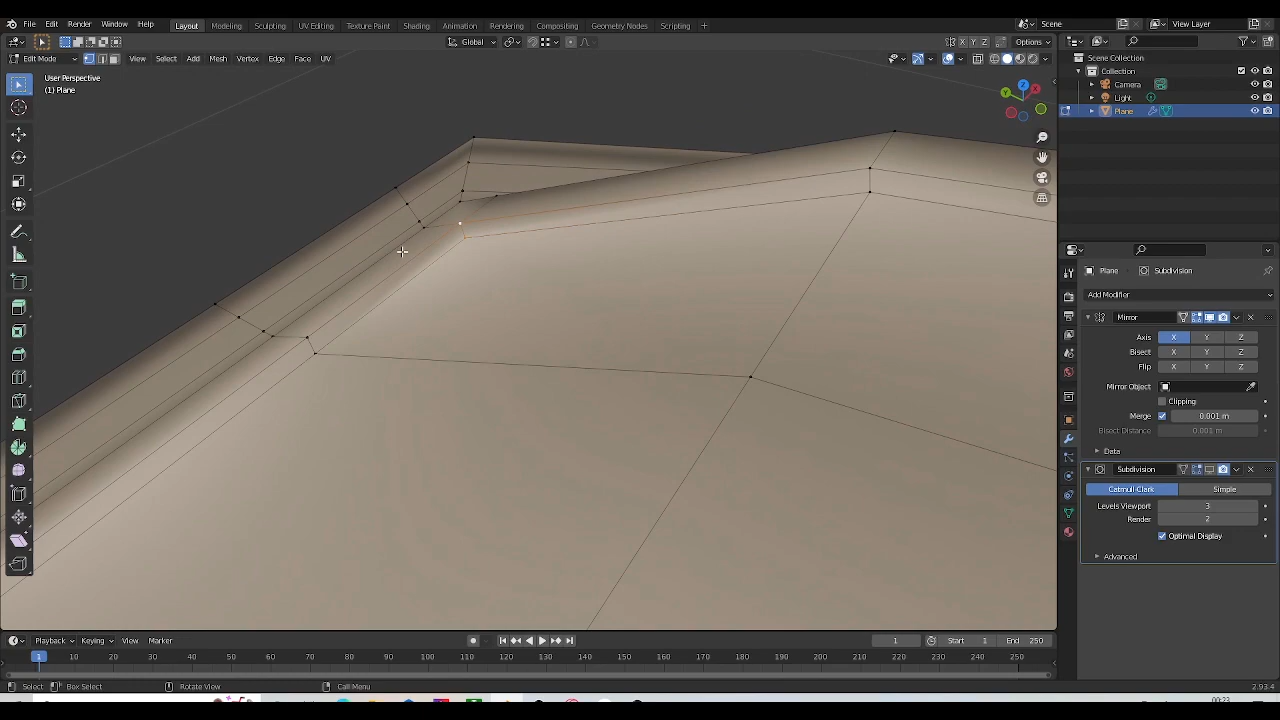 File Edit Render Window Help Layout Modeling Sculpting UV Editing Texture Paint Shading Animation Rendering Compositing Geometry Nodes Scripting + Scene View Layer
Global X Y Z Options
Edit Mode View Select Add Mesh Vertex Edge Face UV
User Perspective
(1) Plane
Z
Y
X
Scene Collection
Collection
Camera
Light
Plane
Plane Subdivision
Add Modifier
Mirror
Axis X Y Z
Bisect X Y Z
Flip X Y Z
Mirror Object
Clipping
Merge 0.001 m
Bisect Distance 0.001 m
Data
Subdivision
Catmull-Clark Simple
Levels Viewport 3
Render 2
Optimal Display
Advanced
Playback Keying View Marker 1 Start 1 End 250
1 10 20 30 40 50 60 70 80 90 100 110 120 130 140 150 160 170 180 190 200 210 220 230 240 250
Select Box Select Rotate View Call Menu 2.93.4